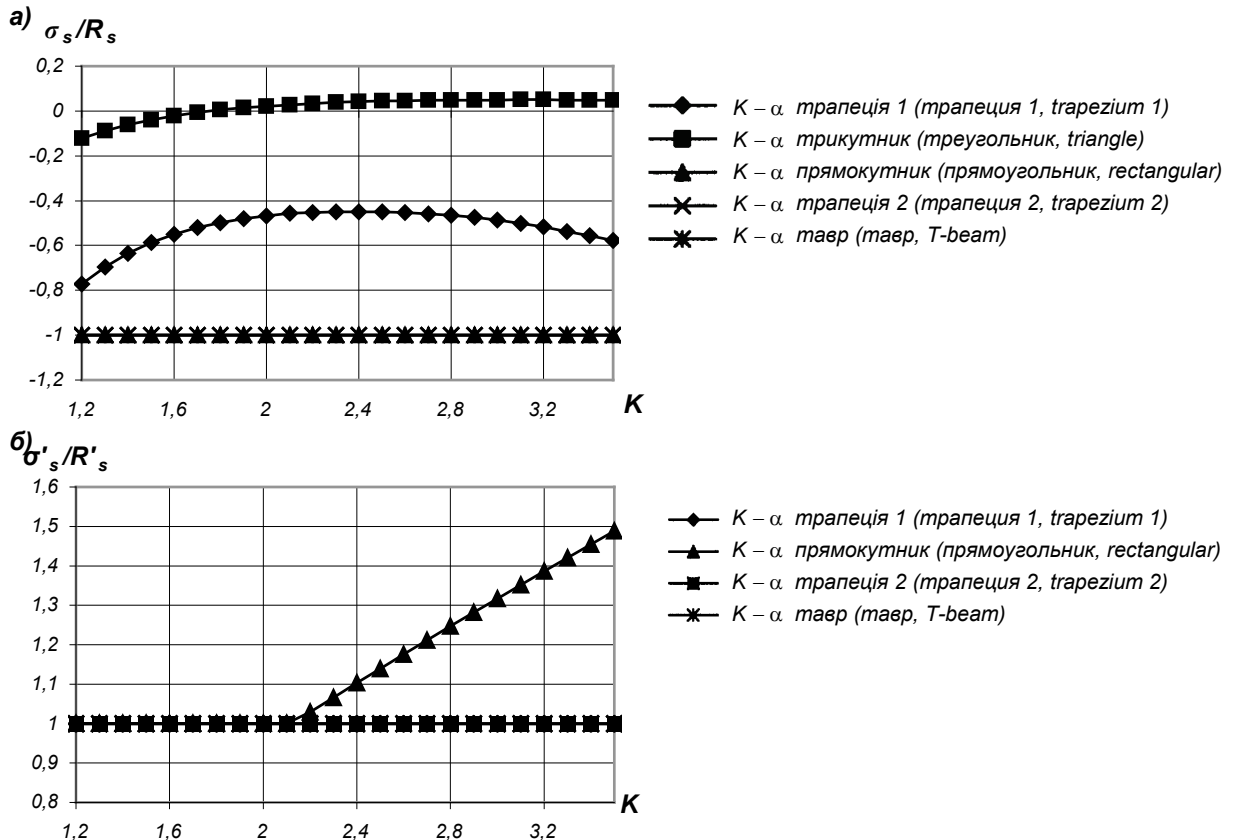 а) σ s /R s
0,2
0
-0,2
-0,4
-0,6
-0,8
-1
-1,2
1,2 1,6 2 2,4 2,8 3,2 K
K – α трапеція 1 (трапеция 1, trapezium 1)
K – α трикутник (треугольник, triangle)
K – α прямокутник (прямоугольник, rectangular)
K – α трапеція 2 (трапеция 2, trapezium 2)
K – α тавр (тавр, T-beam)
б) σ' s /R' s
1,6
1,5
1,4
1,3
1,2
1,1
1
0,9
0,8
1,2 1,6 2 2,4 2,8 3,2 K
K – α трапеція 1 (трапеция 1, trapezium 1)
K – α прямокутник (прямоугольник, rectangular)
K – α трапеція 2 (трапеция 2, trapezium 2)
K – α тавр (тавр, T-beam)